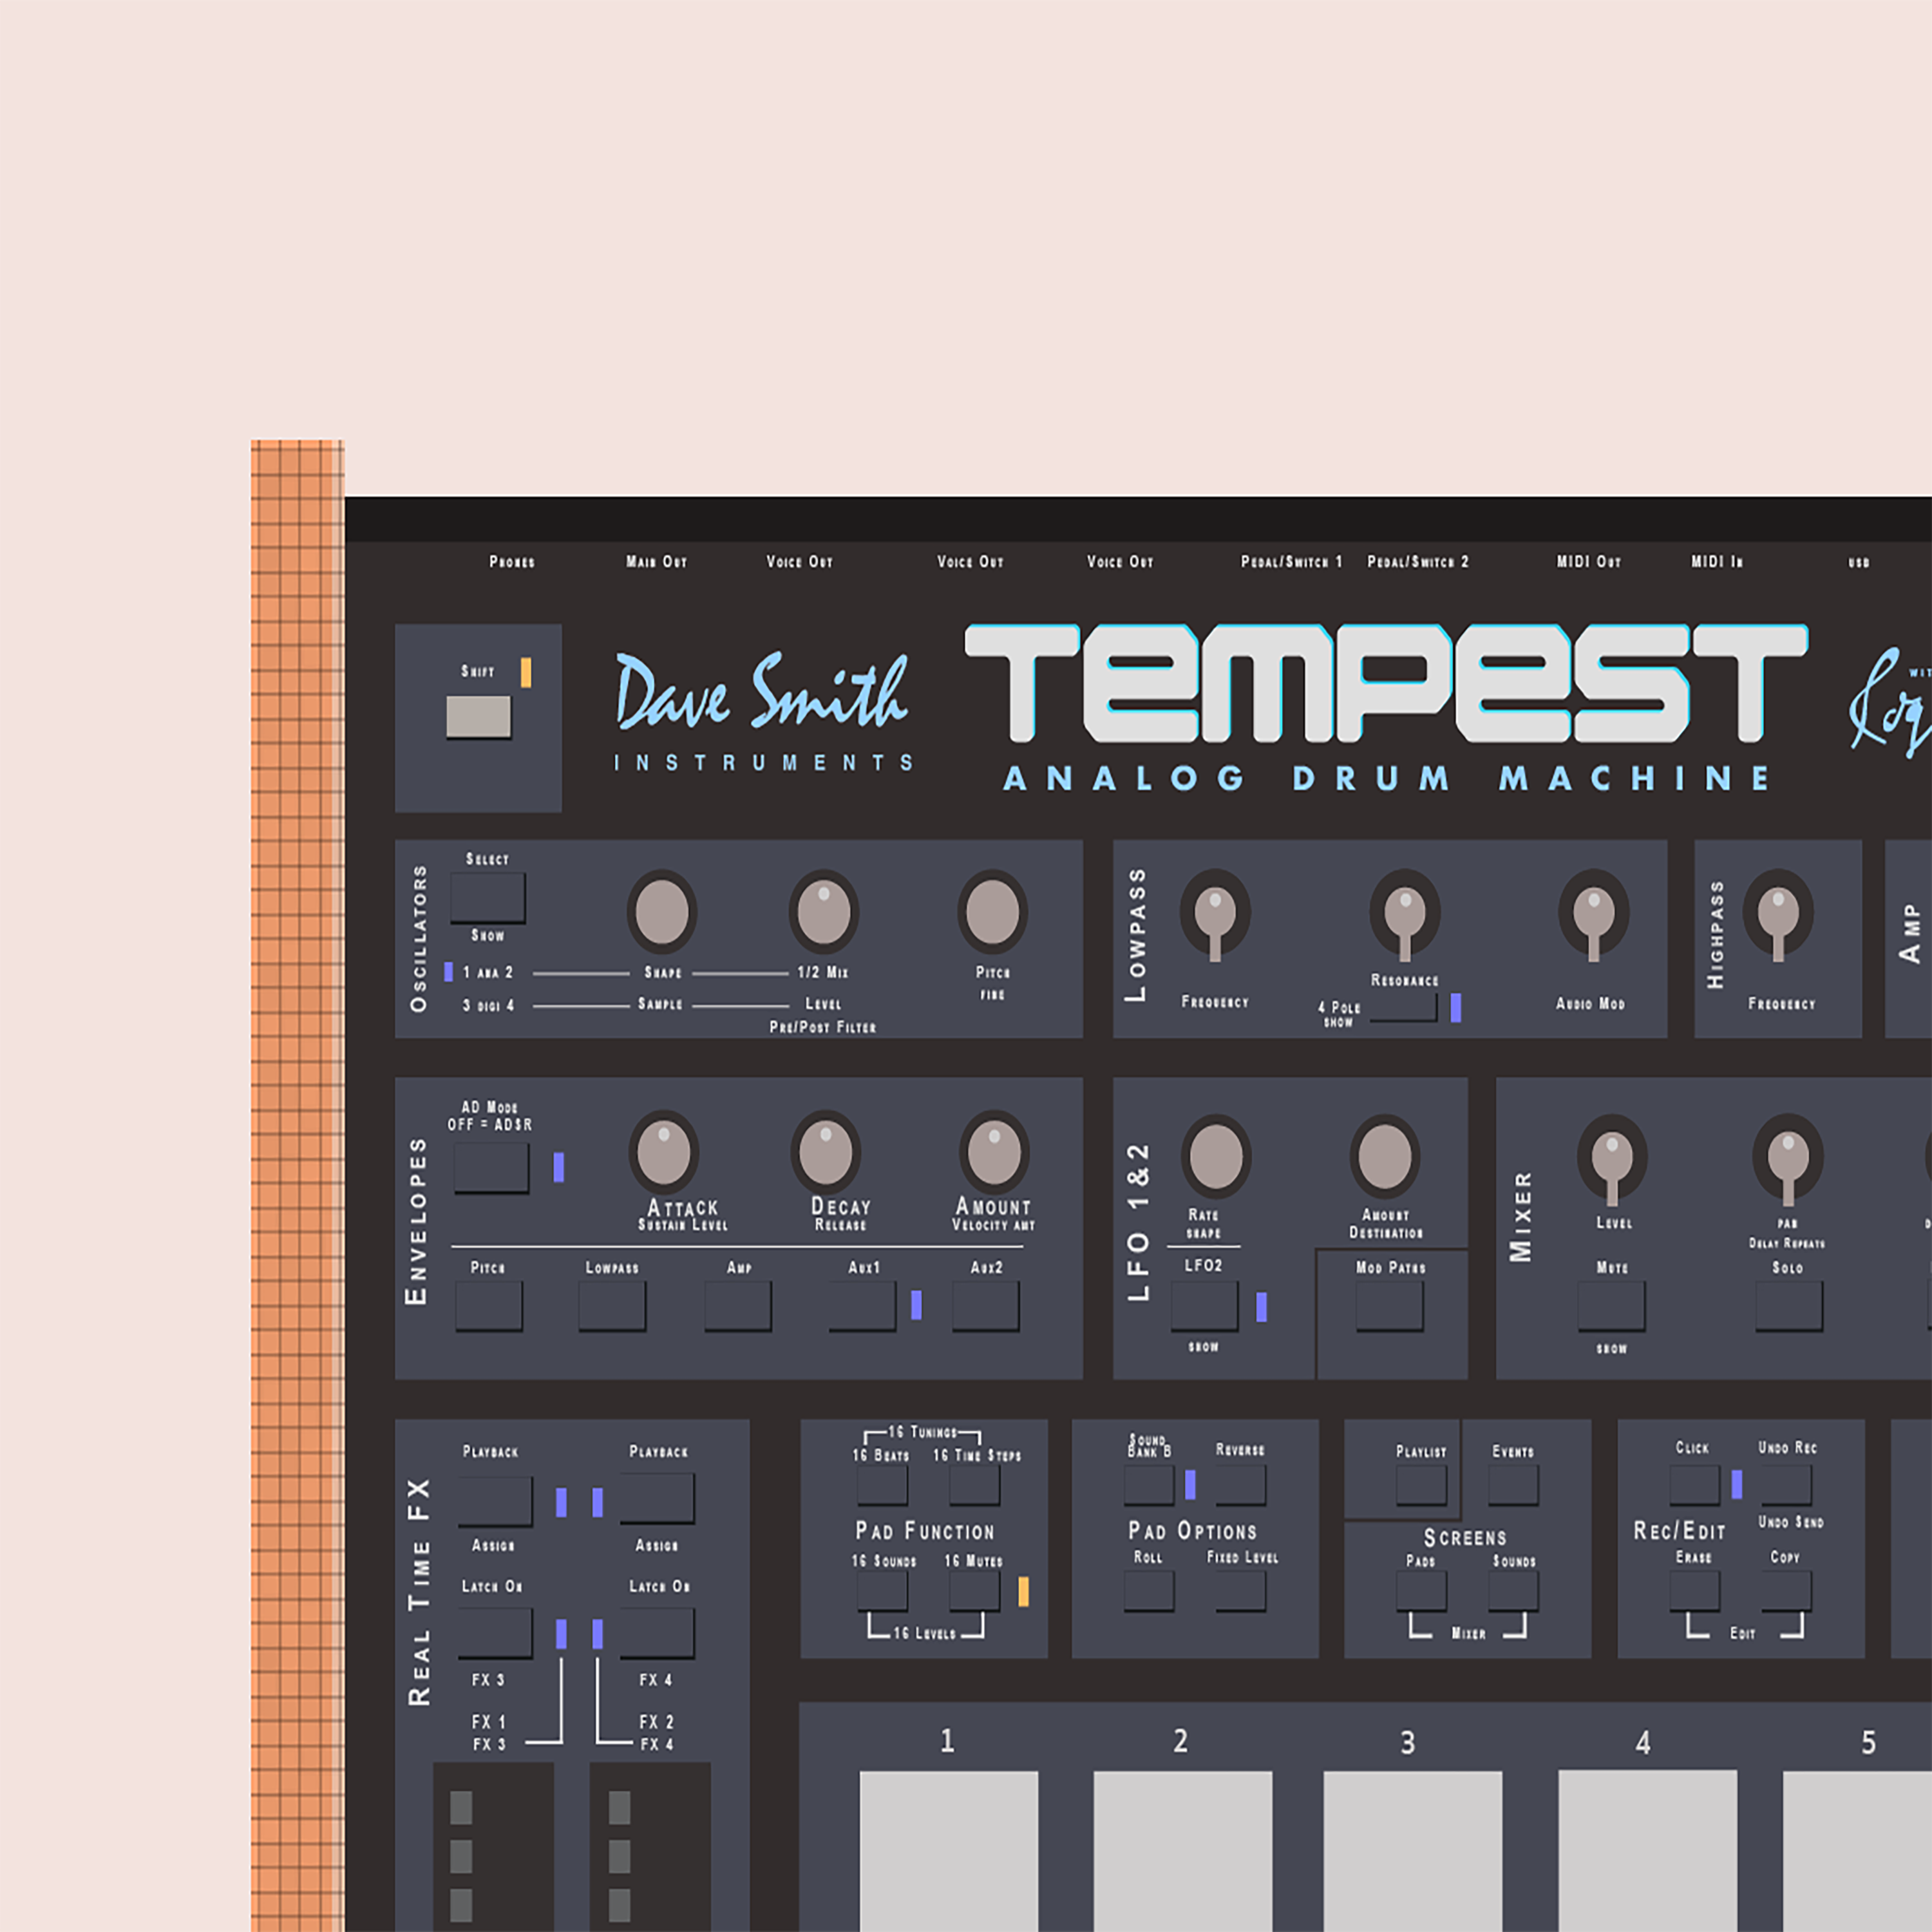 Phones Main Out Voice Out Voice Out Voice Out Pedal/Switch 1 Pedal/Switch 2 MIDI Out MIDI In USB
Shift
Dave Smith
INSTRUMENTS
TEMPEST
ANALOG DRUM MACHINE
Oscillators
Select
Show
1 ana 2 Shape 1/2 Mix Pitch
fine
3 digi 4 Sample Level
Pre/Post Filter
Lowpass
Frequency
Resonance
4 Pole
show
Audio Mod
Highpass
Frequency
Amp
Envelopes
AD Mode
OFF = ADSR
Attack
Sustain Level
Decay
Release
Amount
Velocity amt
Pitch Lowpass Amp Aux1 Aux2
LFO 1&2
Rate
shape
LFO2
show
Amount
Destination
Mod Paths
Mixer
Level
Mute
show
pan
Delay Repeats
Solo
Real Time FX
Playback Playback
Assign Assign
Latch On Latch On
FX 3 FX 4
FX 1 FX 2
FX 3 FX 4
16 Tunings
16 Beats 16 Time Steps
Pad Function
16 Sounds 16 Mutes
16 Levels
Sound
Bank B
Reverse
Pad Options
Roll Fixed Level
Playlist Events
Screens
Pads Sounds
Mixer
Click Undo Rec
Undo Send
Rec/Edit
Erase Copy
Edit
1 2 3 4 5